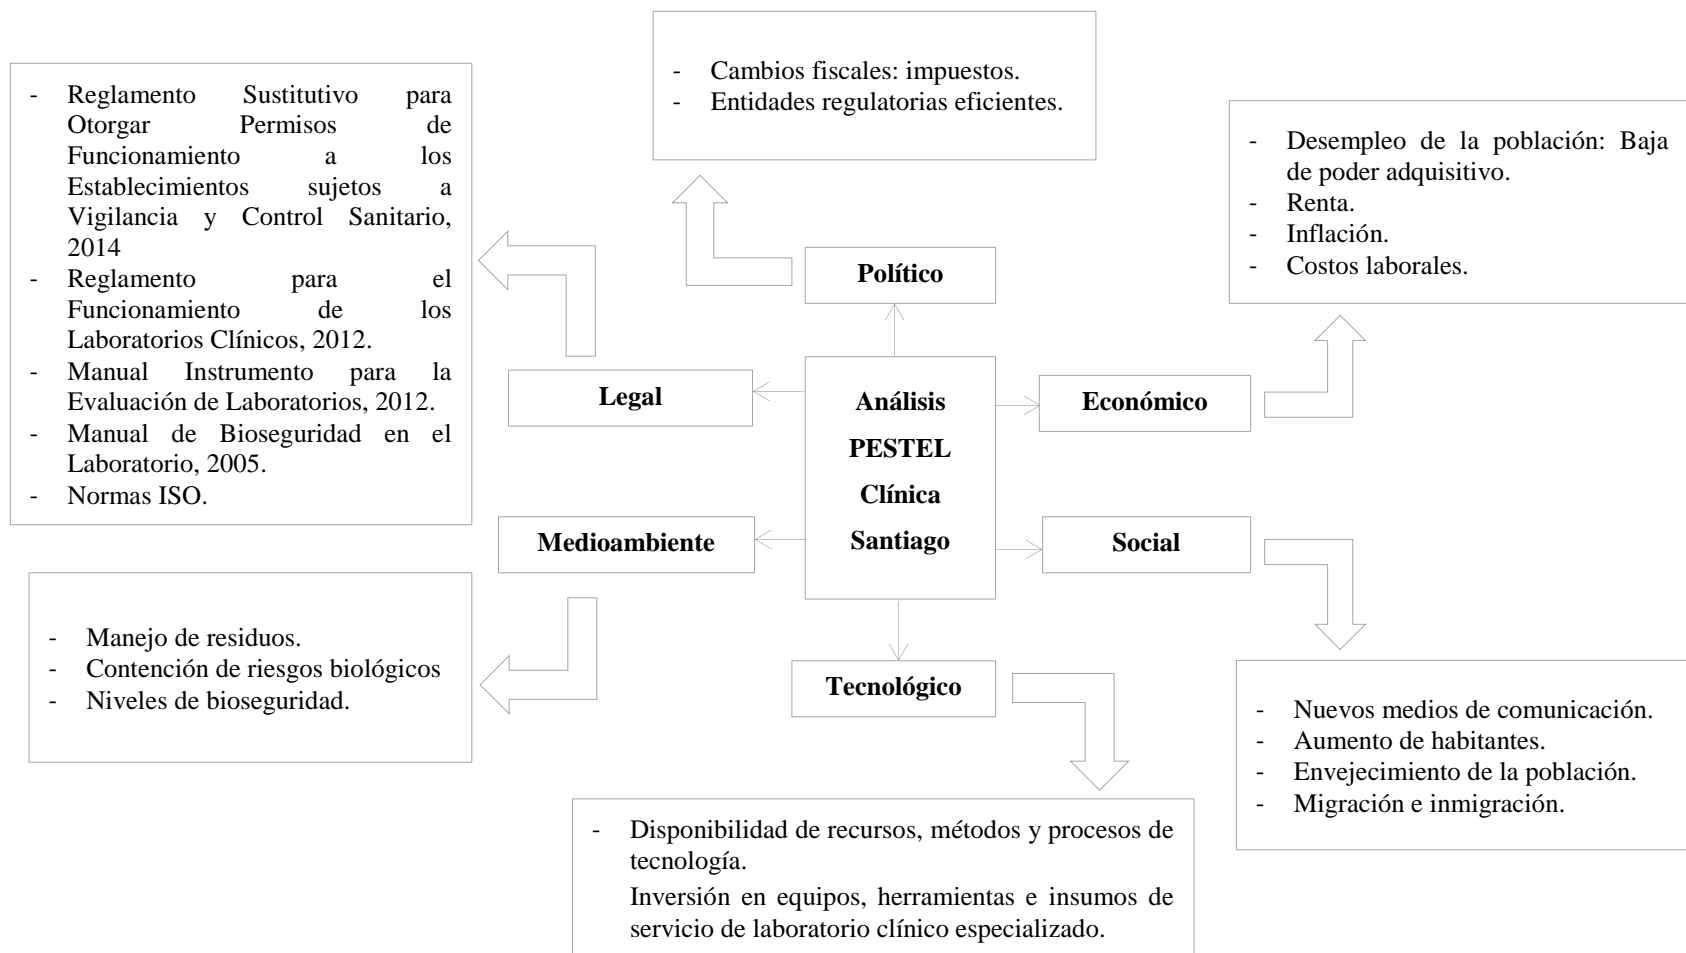 - Cambios fiscales: impuestos.
- Entidades regulatorias eficientes.
- Reglamento Sustitutivo para
Otorgar Permisos de
Funcionamiento a los
Establecimientos sujetos a
Vigilancia y Control Sanitario,
2014
- Reglamento para el
Funcionamiento de los
Laboratorios Clínicos, 2012.
- Manual Instrumento para la
Evaluación de Laboratorios, 2012.
- Manual de Bioseguridad en el
Laboratorio, 2005.
- Normas ISO.
- Desempleo de la población: Baja
de poder adquisitivo.
- Renta.
- Inflación.
- Costos laborales.
Político
Legal
Análisis
PESTEL
Clínica
Santiago
Económico
Medioambiente
Social
Tecnológico
- Manejo de residuos.
- Contención de riesgos biológicos
- Niveles de bioseguridad.
- Nuevos medios de comunicación.
- Aumento de habitantes.
- Envejecimiento de la población.
- Migración e inmigración.
- Disponibilidad de recursos, métodos y procesos de
tecnología.
Inversión en equipos, herramientas e insumos de
servicio de laboratorio clínico especializado.